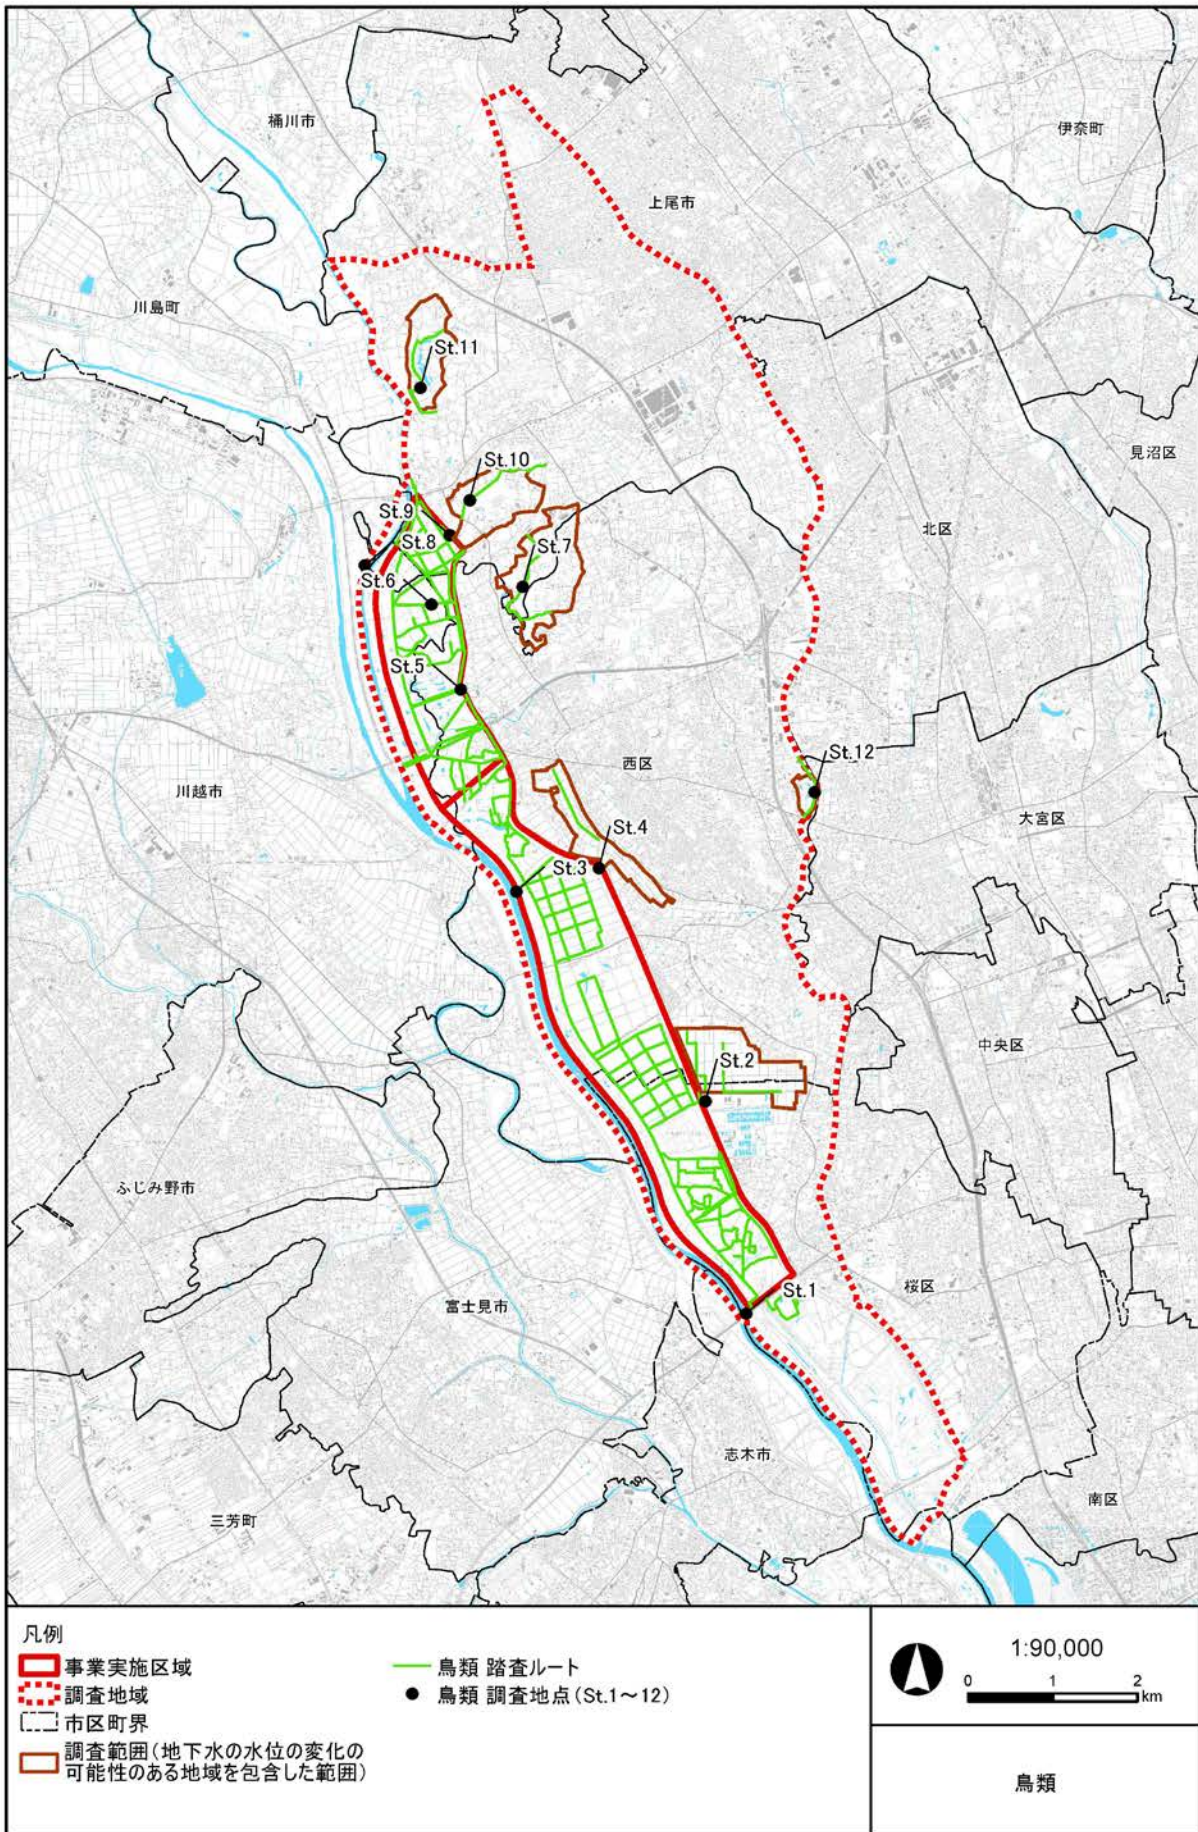 桶川市
伊奈町
上尾市
川島町
St.11
見沼区
St.10
北区
St.9
St.8
St.7
St.6
St.5
西区
St.12
川越市
大宮区
St.4
St.3
中央区
St.2
ふじみ野市
桜区
富士見市
St.1
志木市
南区
三芳町
凡例
事業実施区域
調査地域
市区町界
調査範囲(地下水の水位の変化の
可能性のある地域を包含した範囲)
鳥類 踏査ルート
鳥類 調査地点(St.1～12)
1:90,000
0 1 2
km
鳥類